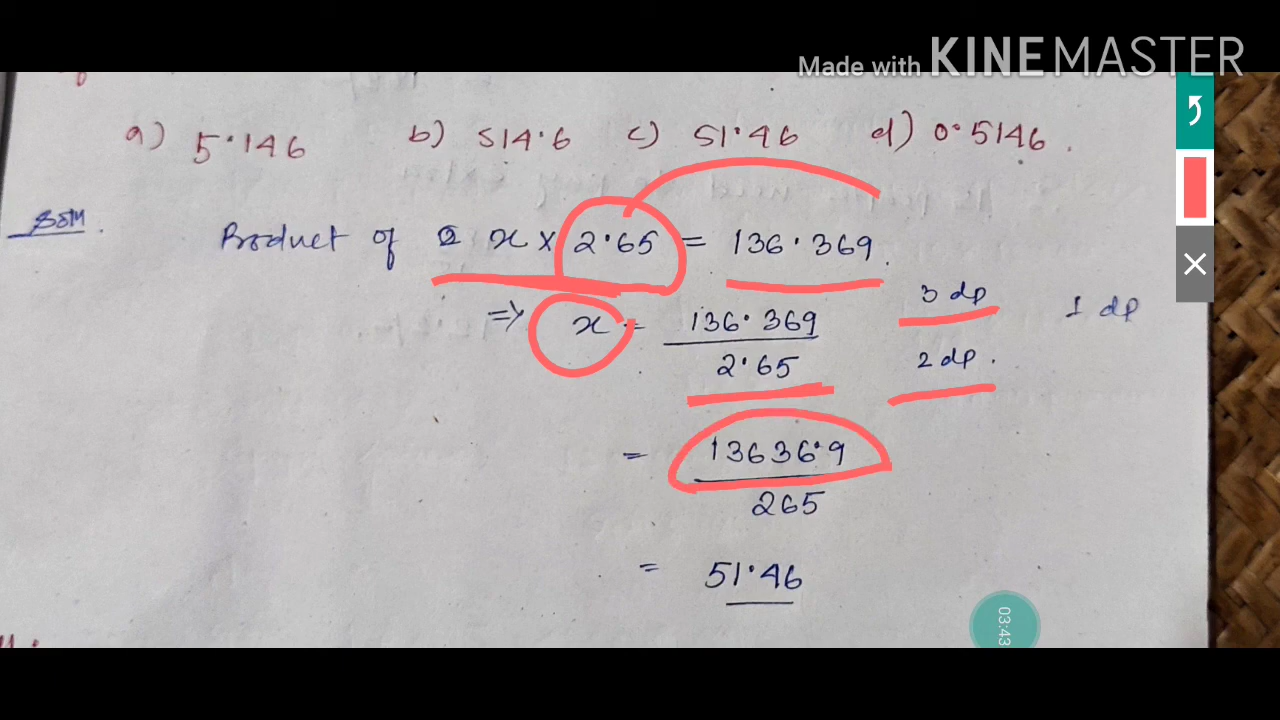 Made with KINEMASTER
a) 5.146 b) 514.6 c) 51.46 d) 0.5146.
Soln.
Product of x × 2.65 = 136.369.
⇒ x = 136.369 3 dp 1 dp
2.65 2 dp.
= 13636.9
265
= 51.46
03:43